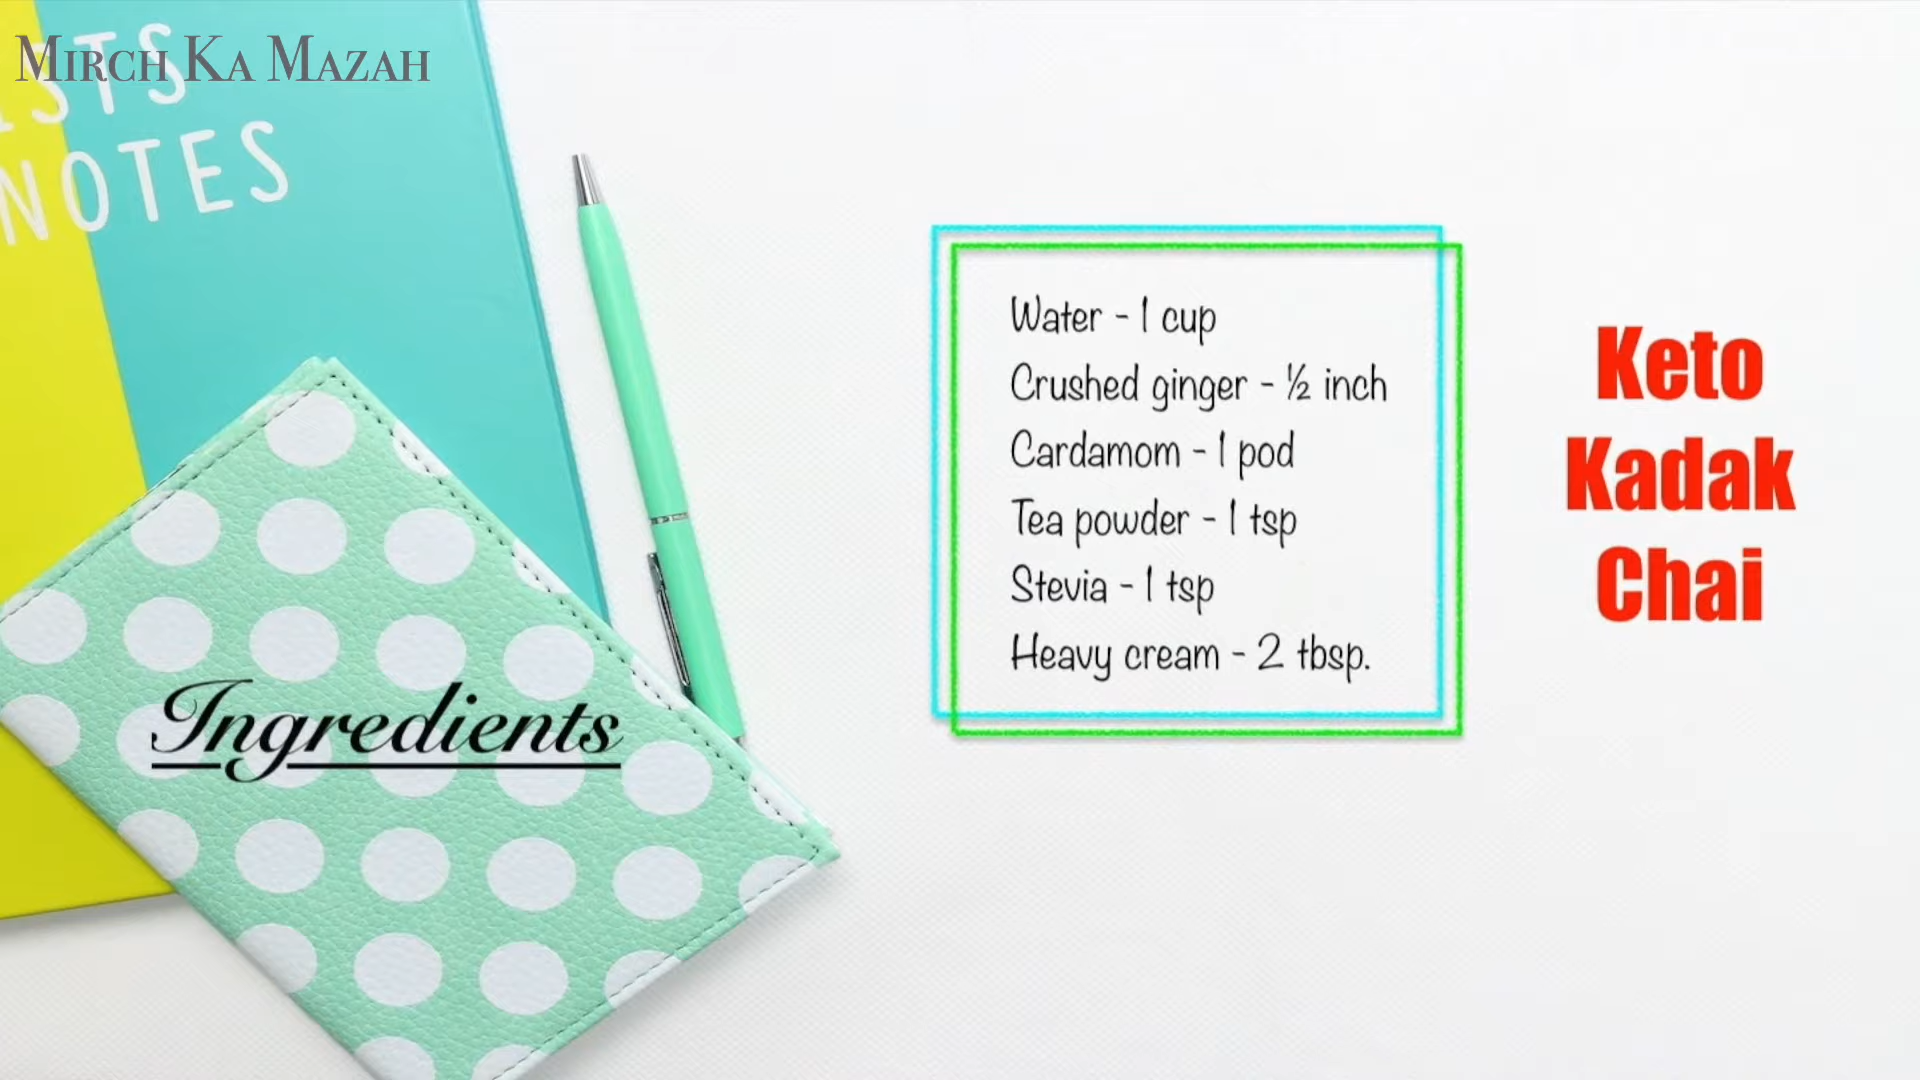 MIRCH KA MAZAH
NOTES
Ingredients
Water - 1 cup
Crushed ginger - ½ inch
Cardamom - 1 pod
Tea powder - 1 tsp
Stevia - 1 tsp
Heavy cream - 2 tbsp.
Keto
Kadak
Chai